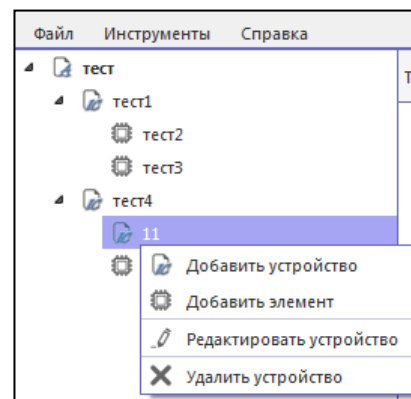 Файл Инструменты Справка
тест
тест1
тест2
тест3
тест4
11
Добавить устройство
Добавить элемент
Редактировать устройство
Удалить устройство